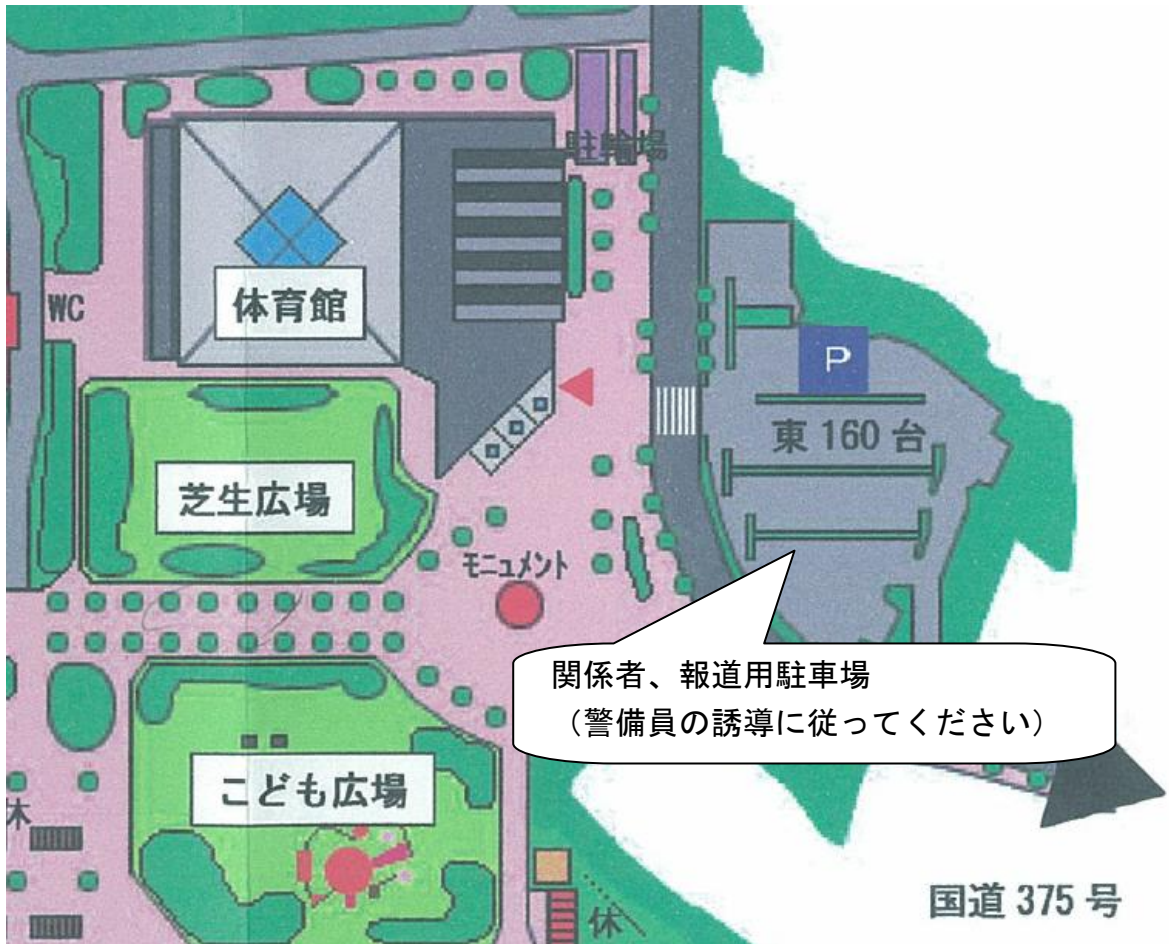 駐輪場
体育館
WC
P
東 160 台
芝生広場
モニュメント
関係者、報道用駐車場
（警備員の誘導に従ってください）
こども広場
休
休
国道 375 号